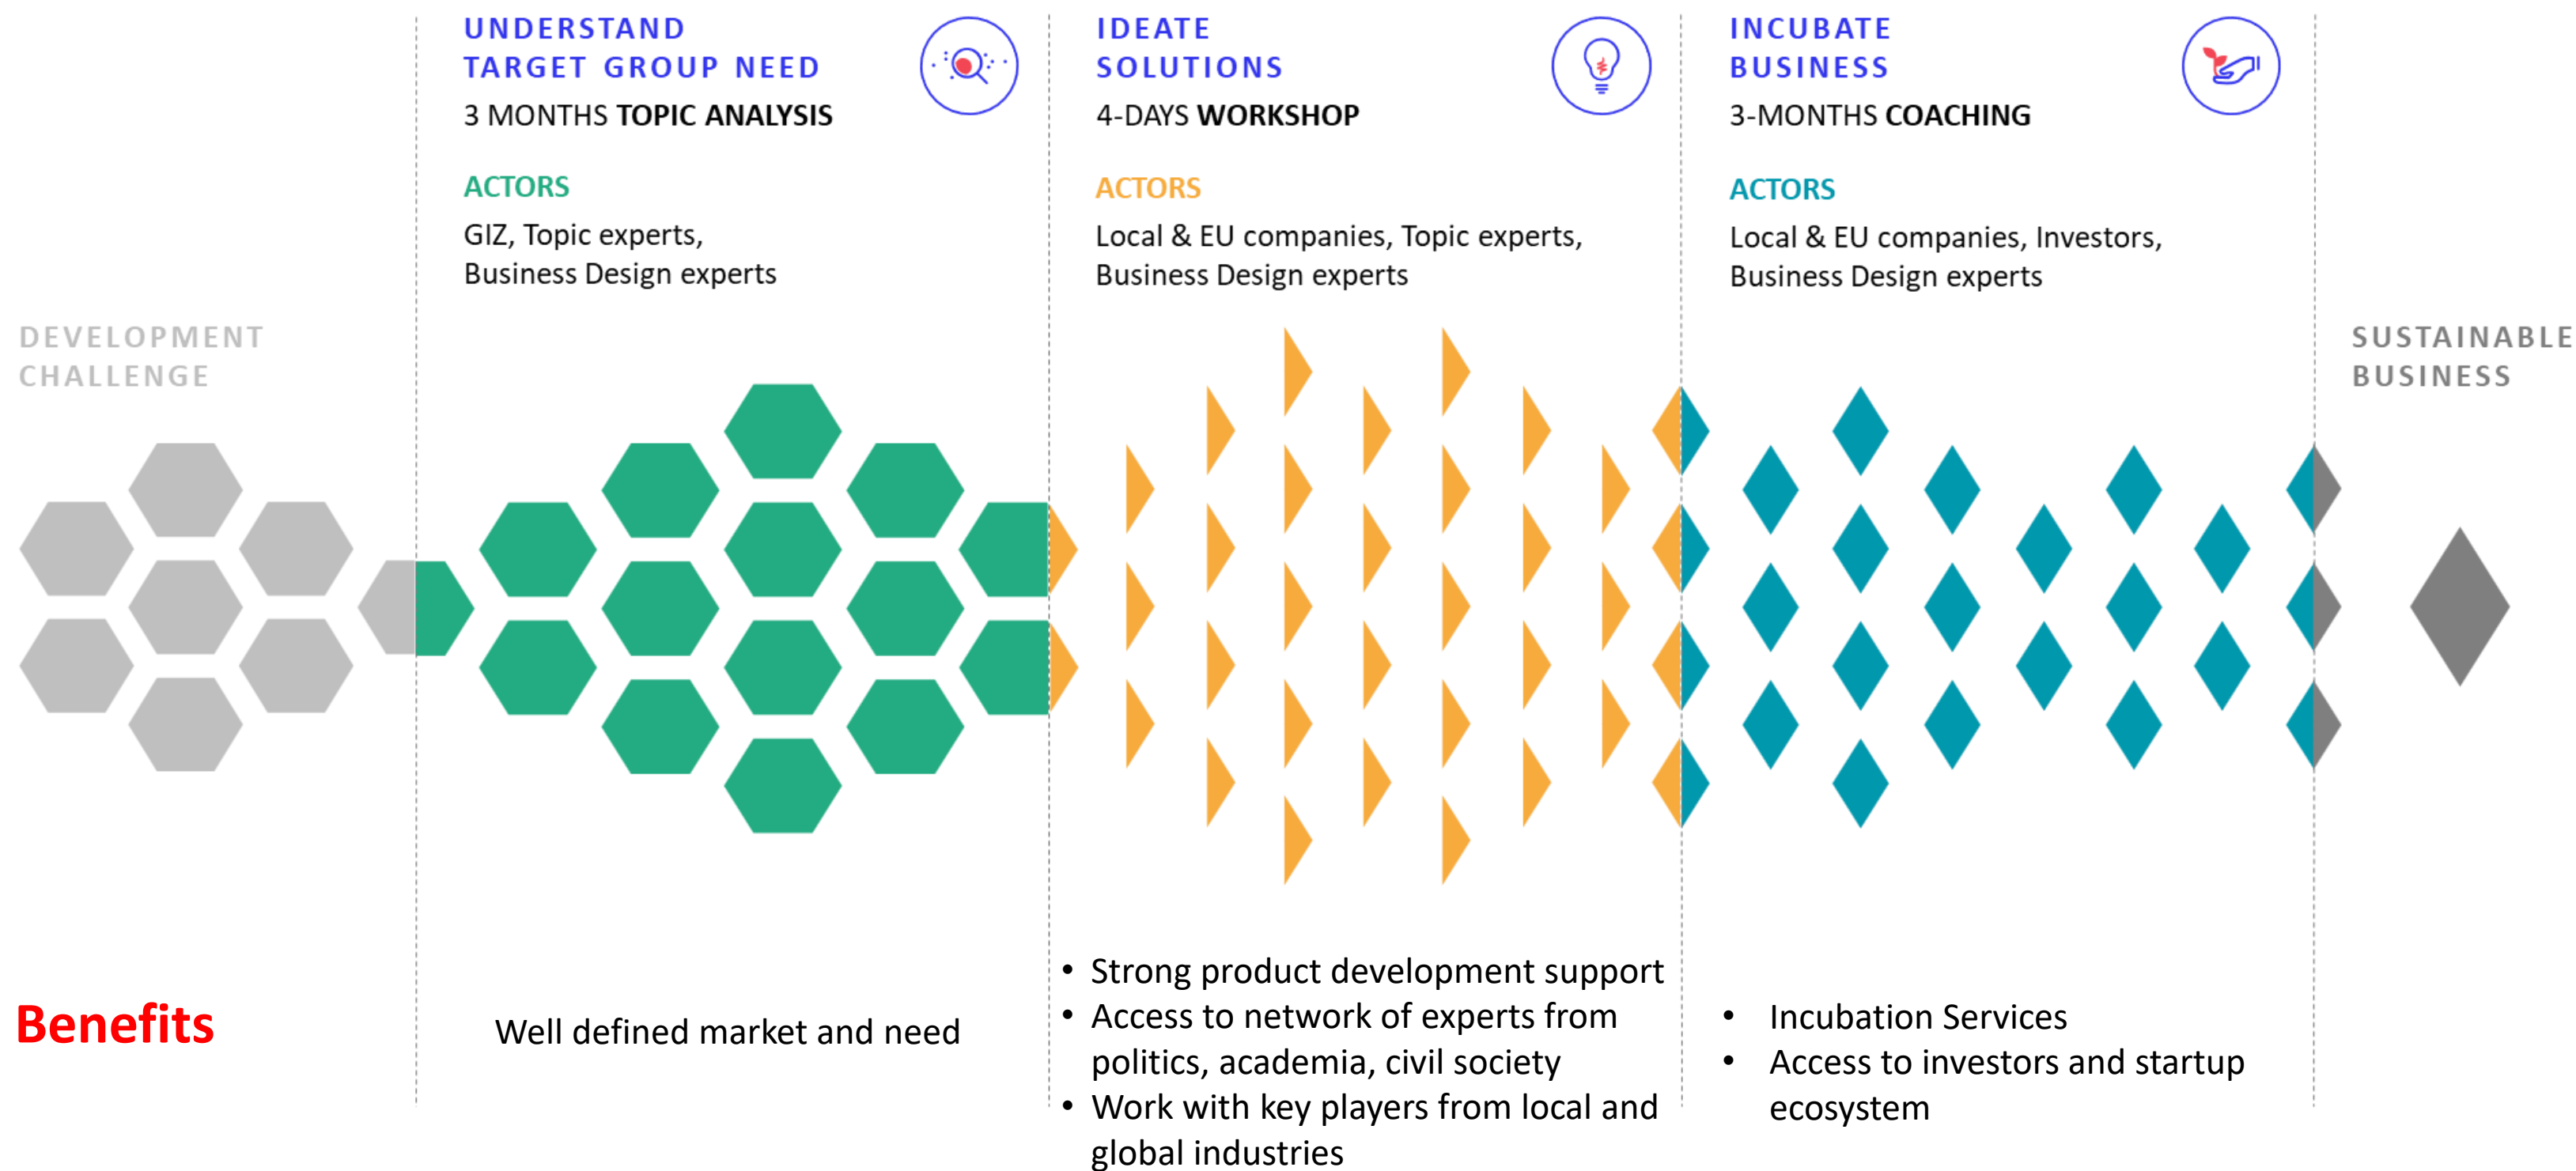 UNDERSTAND
TARGET GROUP NEED
3 MONTHS TOPIC ANALYSIS
ACTORS
GIZ, Topic experts,
Business Design experts
IDEATE
SOLUTIONS
4-DAYS WORKSHOP
ACTORS
Local & EU companies, Topic experts,
Business Design experts
INCUBATE
BUSINESS
3-MONTHS COACHING
ACTORS
Local & EU companies, Investors,
Business Design experts
DEVELOPMENT
CHALLENGE
SUSTAINABLE
BUSINESS
Benefits
Well defined market and need
• Strong product development support
• Access to network of experts from
politics, academia, civil society
• Work with key players from local and
global industries
• Incubation Services
• Access to investors and startup
ecosystem